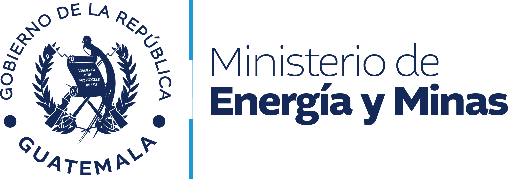 GOBIERNO DE LA REPÚBLICA
GUATEMALA
Ministerio de
Energía y Minas